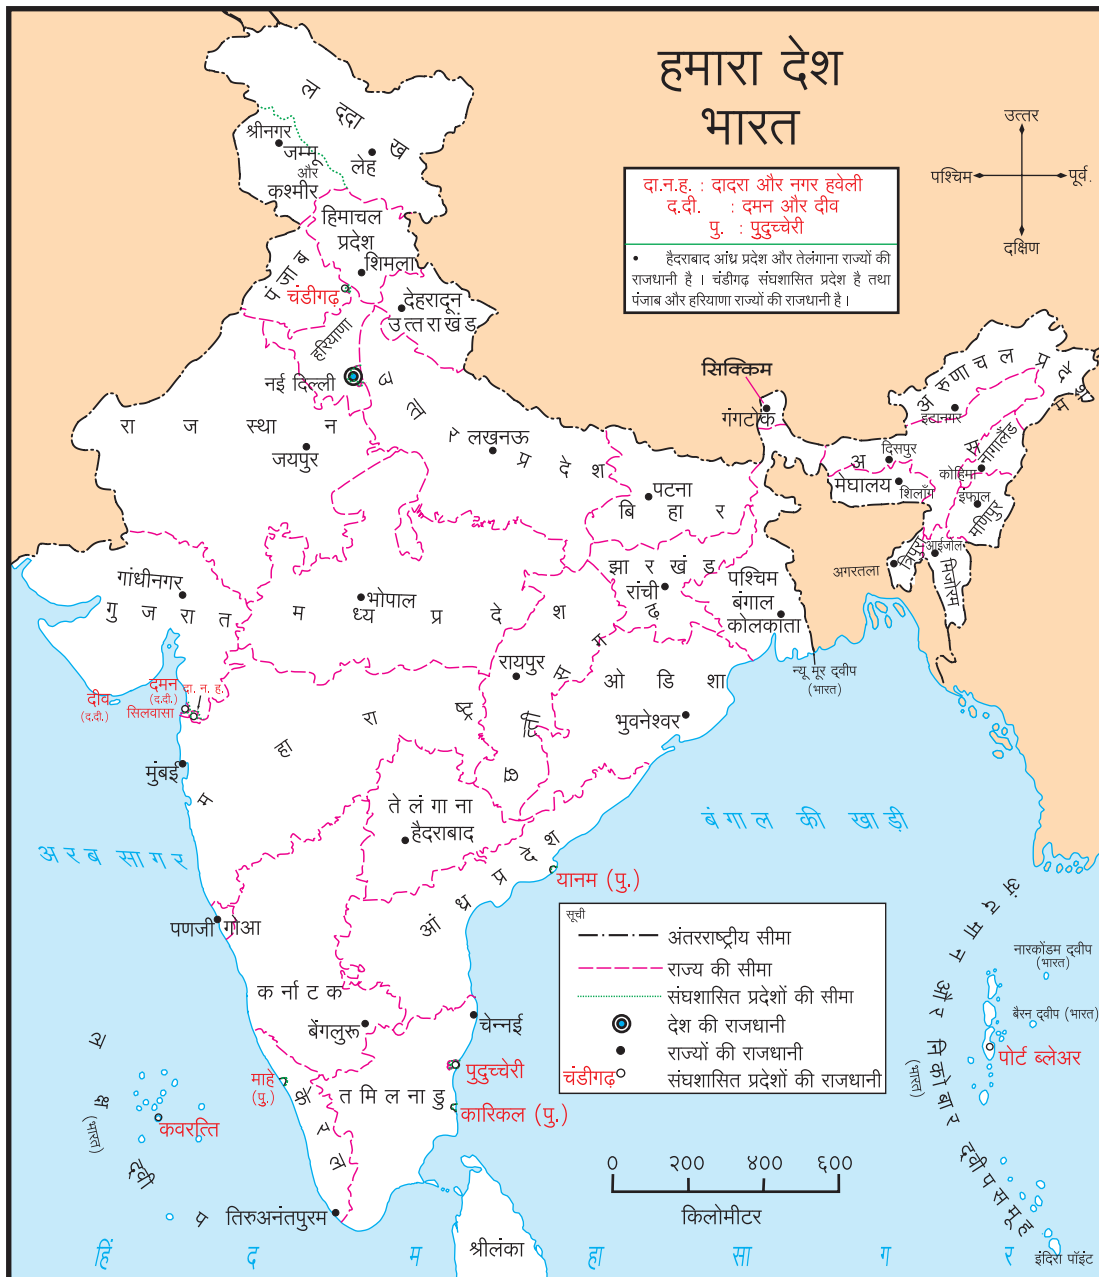 हमारा देश
भारत
उत्तर
पश्चिम
पूर्व.
दक्षिण
दा.न.ह. : दादरा और नगर हवेली
द.दी. : दमन और दीव
पु. : पुदुच्चेरी
• हैदराबाद आंध्र प्रदेश और तेलंगाना राज्यों की
राजधानी है । चंडीगढ़ संघशासित प्रदेश है तथा
पंजाब और हरियाणा राज्यों की राजधानी है ।
लद्दाख
श्रीनगर
जम्मू
और
कश्मीर
लेह
हिमाचल
प्रदेश
शिमला
पंजाब
चंडीगढ़
देहरादून
उत्तराखंड
हरियाणा
नई दिल्ली
उत्तर प्रदेश
लखनऊ
राजस्थान
जयपुर
सिक्किम
गंगटोक
अरुणाचल प्रदेश
इटानगर
असम
दिसपुर
नागालैंड
कोहिमा
मेघालय
शिलाँग
इंफाल
मणिपुर
त्रिपुरा
आईजोल
अगरतला
मिजोरम
पटना
बिहार
झारखंड
रांची
पश्चिम
बंगाल
कोलकाता
न्यू मूर द्वीप
(भारत)
गांधीनगर
गुजरात
भोपाल
मध्य प्रदेश
रायपुर
छत्तीसगढ़
ओडिशा
भुवनेश्वर
दीव
(द.दी.)
दमन
(द.दी.)
दा. न. ह.
सिलवासा
मुंबई
महाराष्ट्र
तेलंगाना
हैदराबाद
बंगाल की खाड़ी
अरब सागर
आंध्र प्रदेश
यानम (पु.)
पणजी
गोआ
कर्नाटक
बेंगलुरू
चेन्नई
सूची
अंतरराष्ट्रीय सीमा
राज्य की सीमा
संघशासित प्रदेशों की सीमा
देश की राजधानी
राज्यों की राजधानी
चंडीगढ़ संघशासित प्रदेशों की राजधानी
अंदमान और निकोबार द्वीपसमूह
(भारत)
नारकोंडम द्वीप
(भारत)
बैरन द्वीप (भारत)
पोर्ट ब्लेअर
पुदुच्चेरी
माहे
(पु.)
तमिलनाडु
कारिकल (पु.)
केरल
लक्षद्वीप
(भारत)
कवरत्ति
तिरुअनंतपुरम
0 200 400 600
किलोमीटर
श्रीलंका
इंदिरा पॉइंट
हिंद महासागर